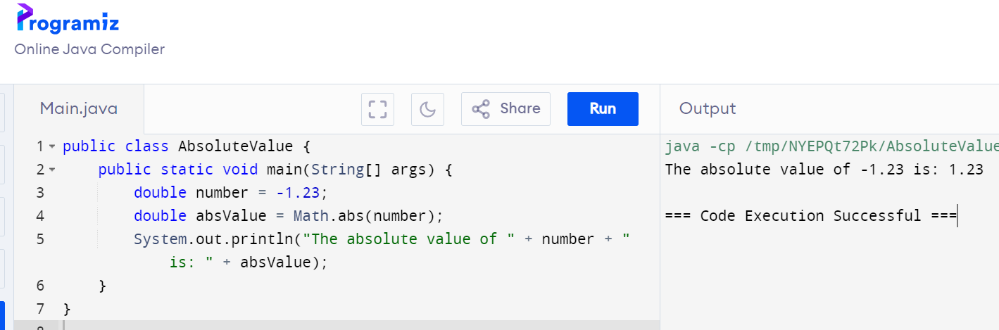 Programiz
Online Java Compiler
Main.java
Share
Run
Output
1 public class AbsoluteValue {
2     public static void main(String[] args) {
3         double number = -1.23;
4         double absValue = Math.abs(number);
5         System.out.println("The absolute value of " + number + "
            is: " + absValue);
6     }
7 }
java -cp /tmp/NYEPQt72Pk/AbsoluteValue
The absolute value of -1.23 is: 1.23
=== Code Execution Successful ===